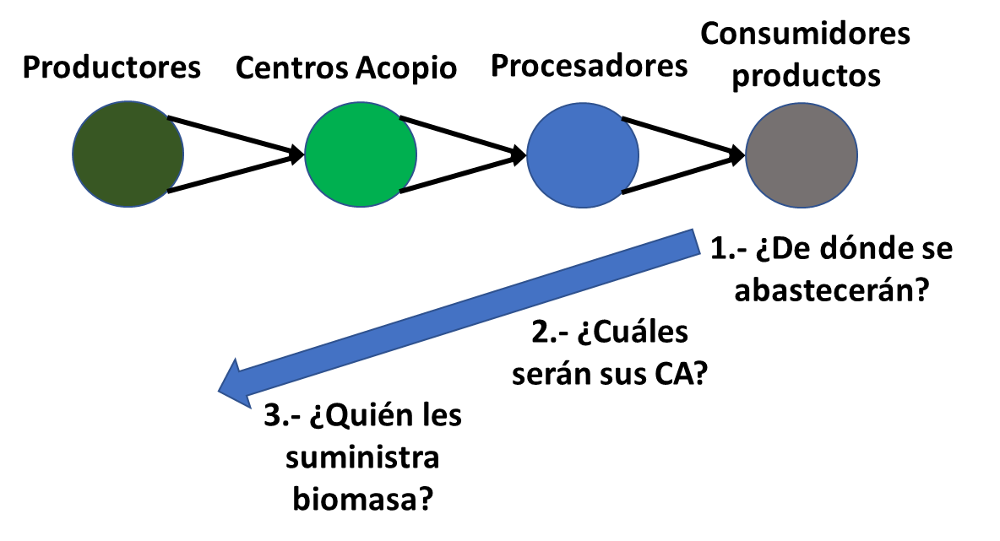 Productores
Centros Acopio
Procesadores
Consumidores
productos
1.- ¿De dónde se
abastecerán?
2.- ¿Cuáles
serán sus CA?
3.- ¿Quién les
suministra
biomasa?